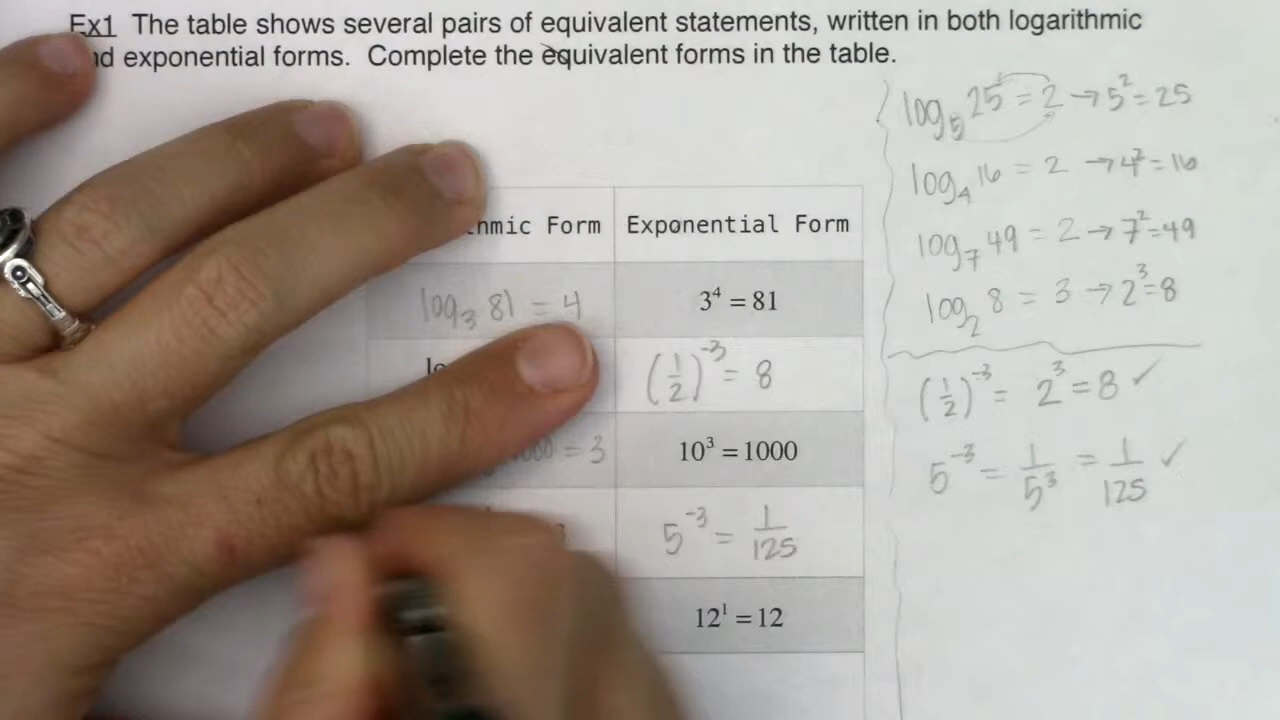 Ex1 The table shows several pairs of equivalent statements, written in both logarithmic
exponential forms. Complete the equivalent forms in the table.
Form Exponential Form
log₃ 81 = 4 3⁴ = 81
(1/2)⁻³ = 8
= 3 10³ = 1000
5⁻³ = 1/125
12¹ = 12
log₅ 25 = 2 → 5² = 25
log₄ 16 = 2 → 4² = 16
log₇ 49 = 2 → 7² = 49
log₂ 8 = 3 → 2³ = 8
(1/2)⁻³ = 2³ = 8 ✓
5⁻³ = 1/5³ = 1/125 ✓